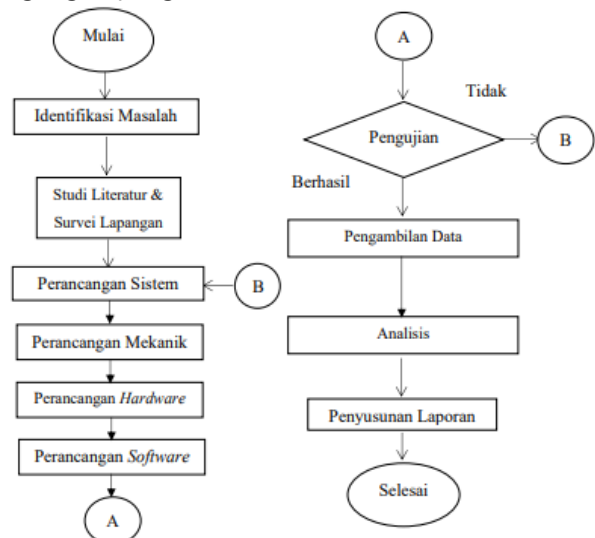 Mulai
Identifikasi Masalah
Studi Literatur &
Survei Lapangan
Perancangan Sistem
B
Perancangan Mekanik
Perancangan Hardware
Perancangan Software
A
A
Tidak
Pengujian
B
Berhasil
Pengambilan Data
Analisis
Penyusunan Laporan
Selesai